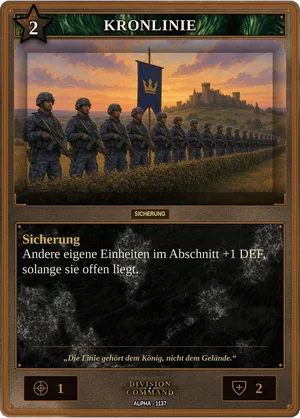 2
KRONLINIE
SICHERUNG
Sicherung
Andere eigene Einheiten im Abschnitt +1 DEF,
solange sie offen liegt.
„Die Linie gehört dem König, nicht dem Gelände.“
DIVISION
COMMAND
ALPHA - 1137
1
2